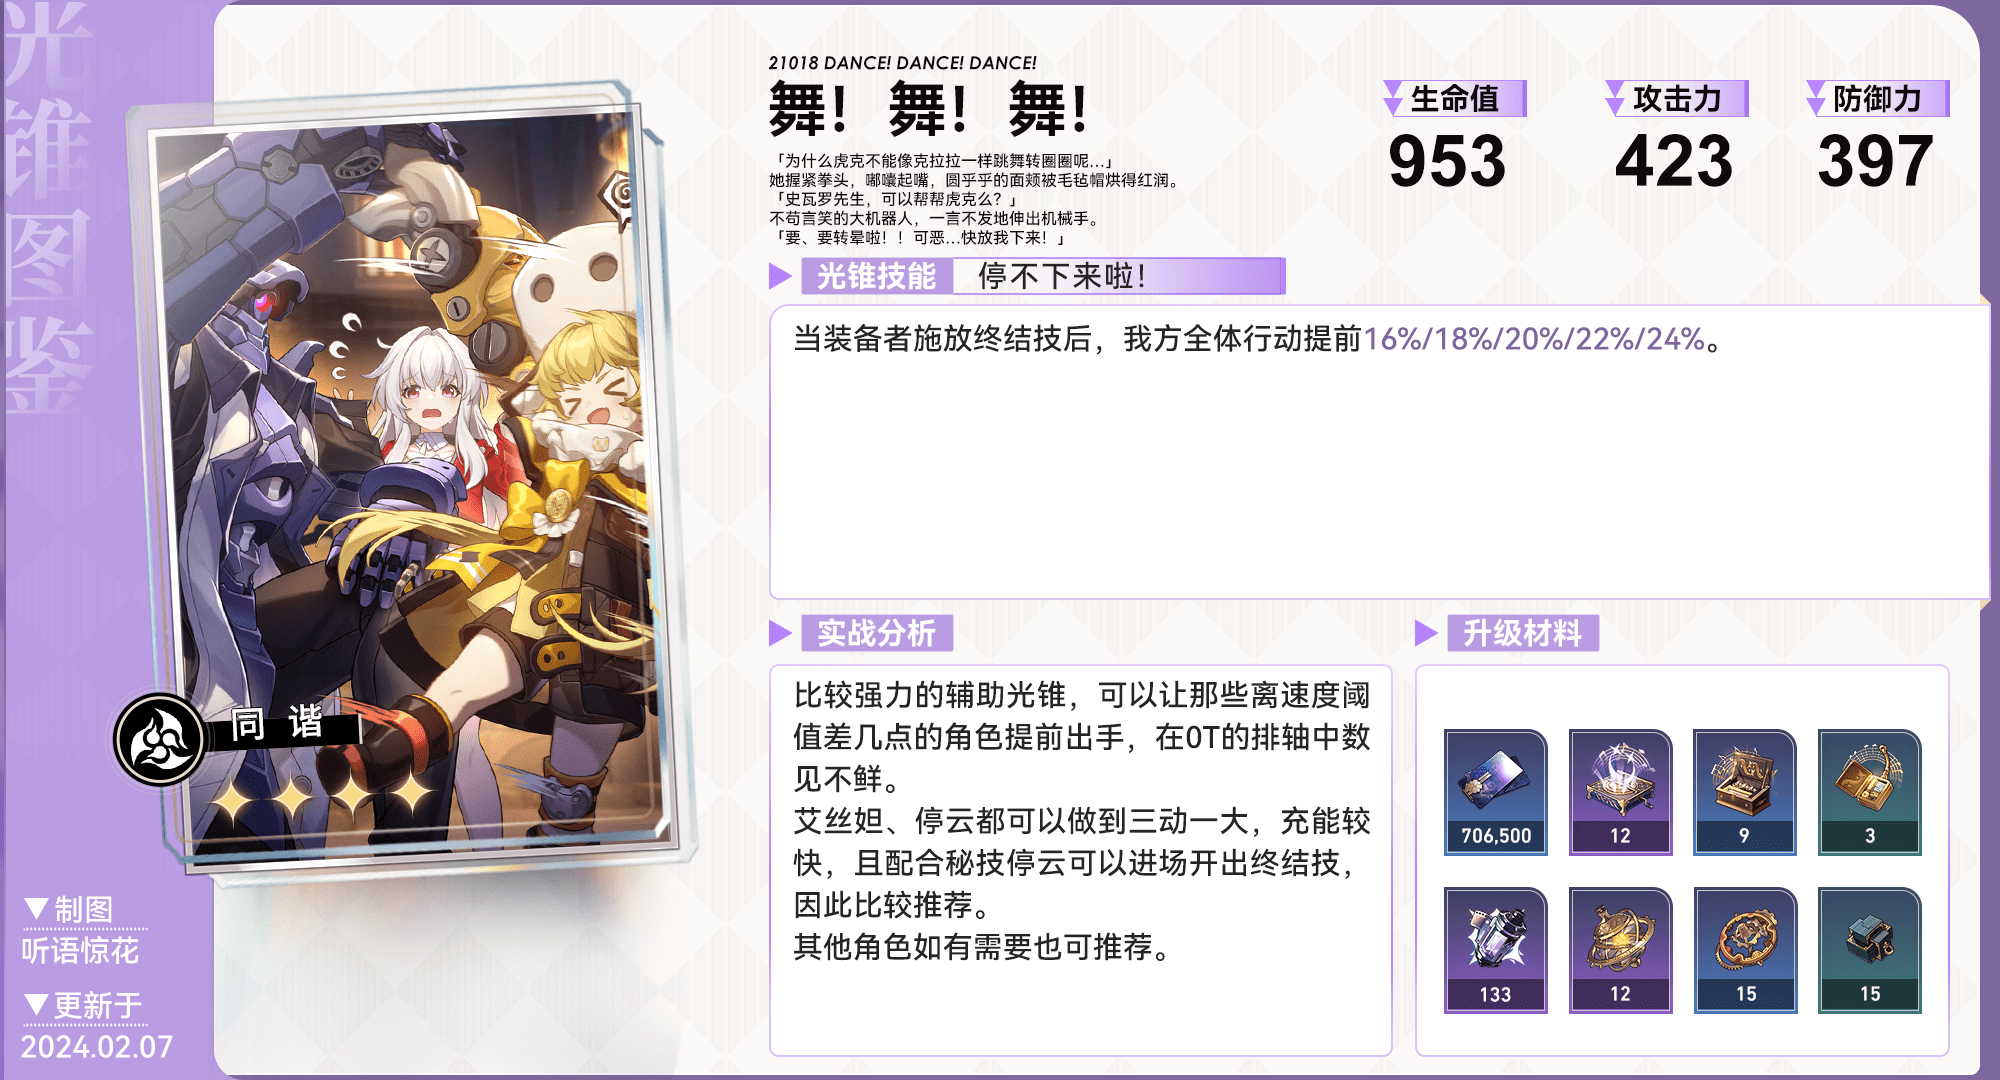 光锥图鉴
21018 DANCE! DANCE! DANCE!
舞！舞！舞！
「为什么虎克不能像克拉拉一样跳舞转圈圈呢…」
她握紧拳头，嘟囔起嘴，圆乎乎的面颊被毛毡帽烘得红润。
「史瓦罗先生，可以帮帮虎克么？」
不苟言笑的大机器人，一言不发地伸出机械手。
「要、要转晕啦！！可恶…快放我下来！」
生命值
953
攻击力
423
防御力
397
光锥技能 停不下来啦！
当装备者施放终结技后，我方全体行动提前16%/18%/20%/22%/24%。
同谐
实战分析
比较强力的辅助光锥，可以让那些离速度阈
值差几点的角色提前出手，在0T的排轴中数
见不鲜。
艾丝妲、停云都可以做到三动一大，充能较
快，且配合秘技停云可以进场开出终结技，
因此比较推荐。
其他角色如有需要也可推荐。
升级材料
706,500
12
9
3
133
12
15
15
▼制图
听语惊花
▼更新于
2024.02.07